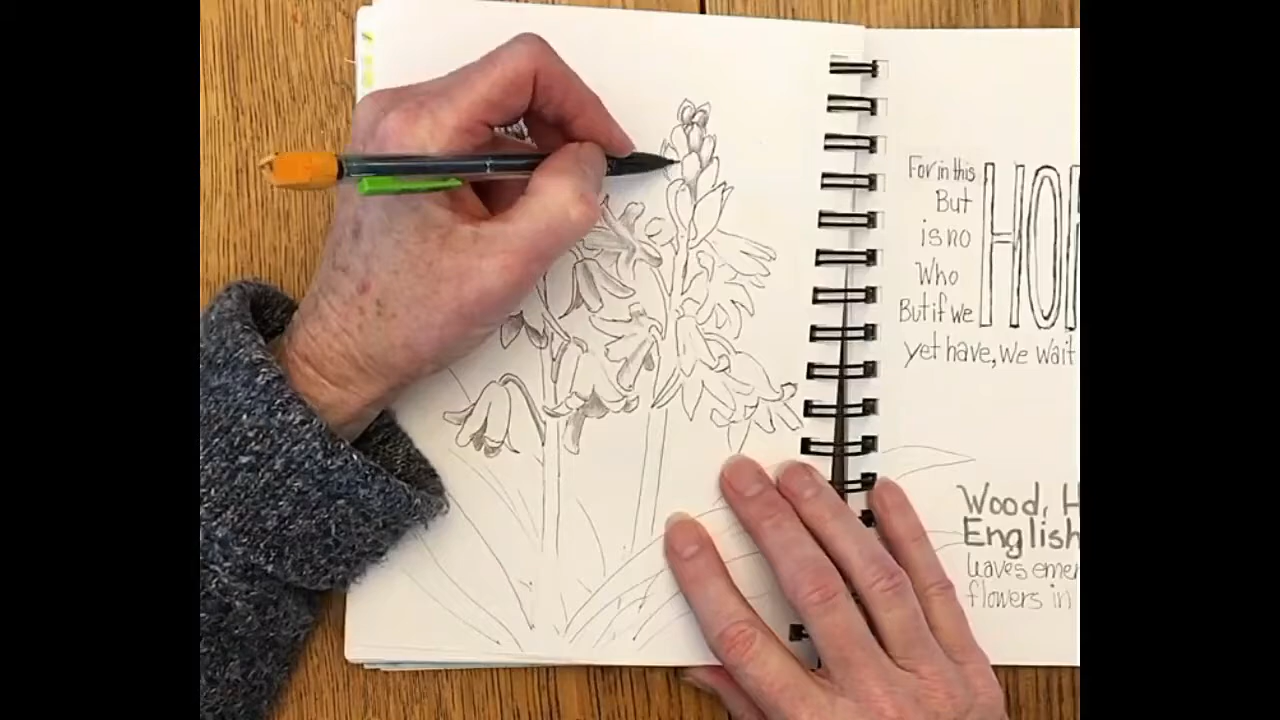 For in this
But
is no
Who
But if we
HO
yet have, we wait
Wood, H
English
leaves emer
flowers in